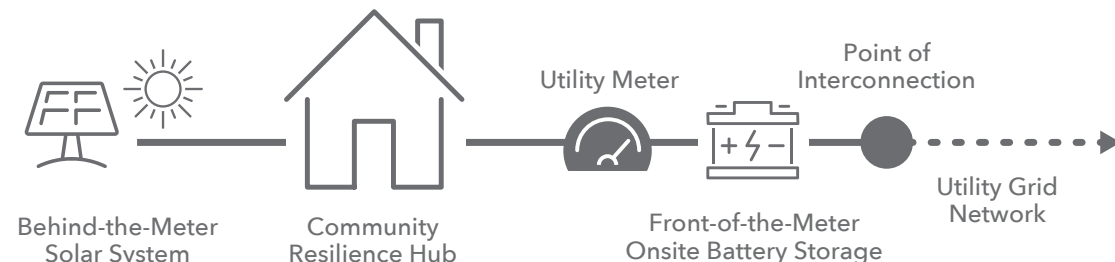 Utility Meter
Point of
Interconnection
Behind-the-Meter
Solar System
Community
Resilience Hub
+ -
Front-of-the-Meter
Onsite Battery Storage
Utility Grid
Network